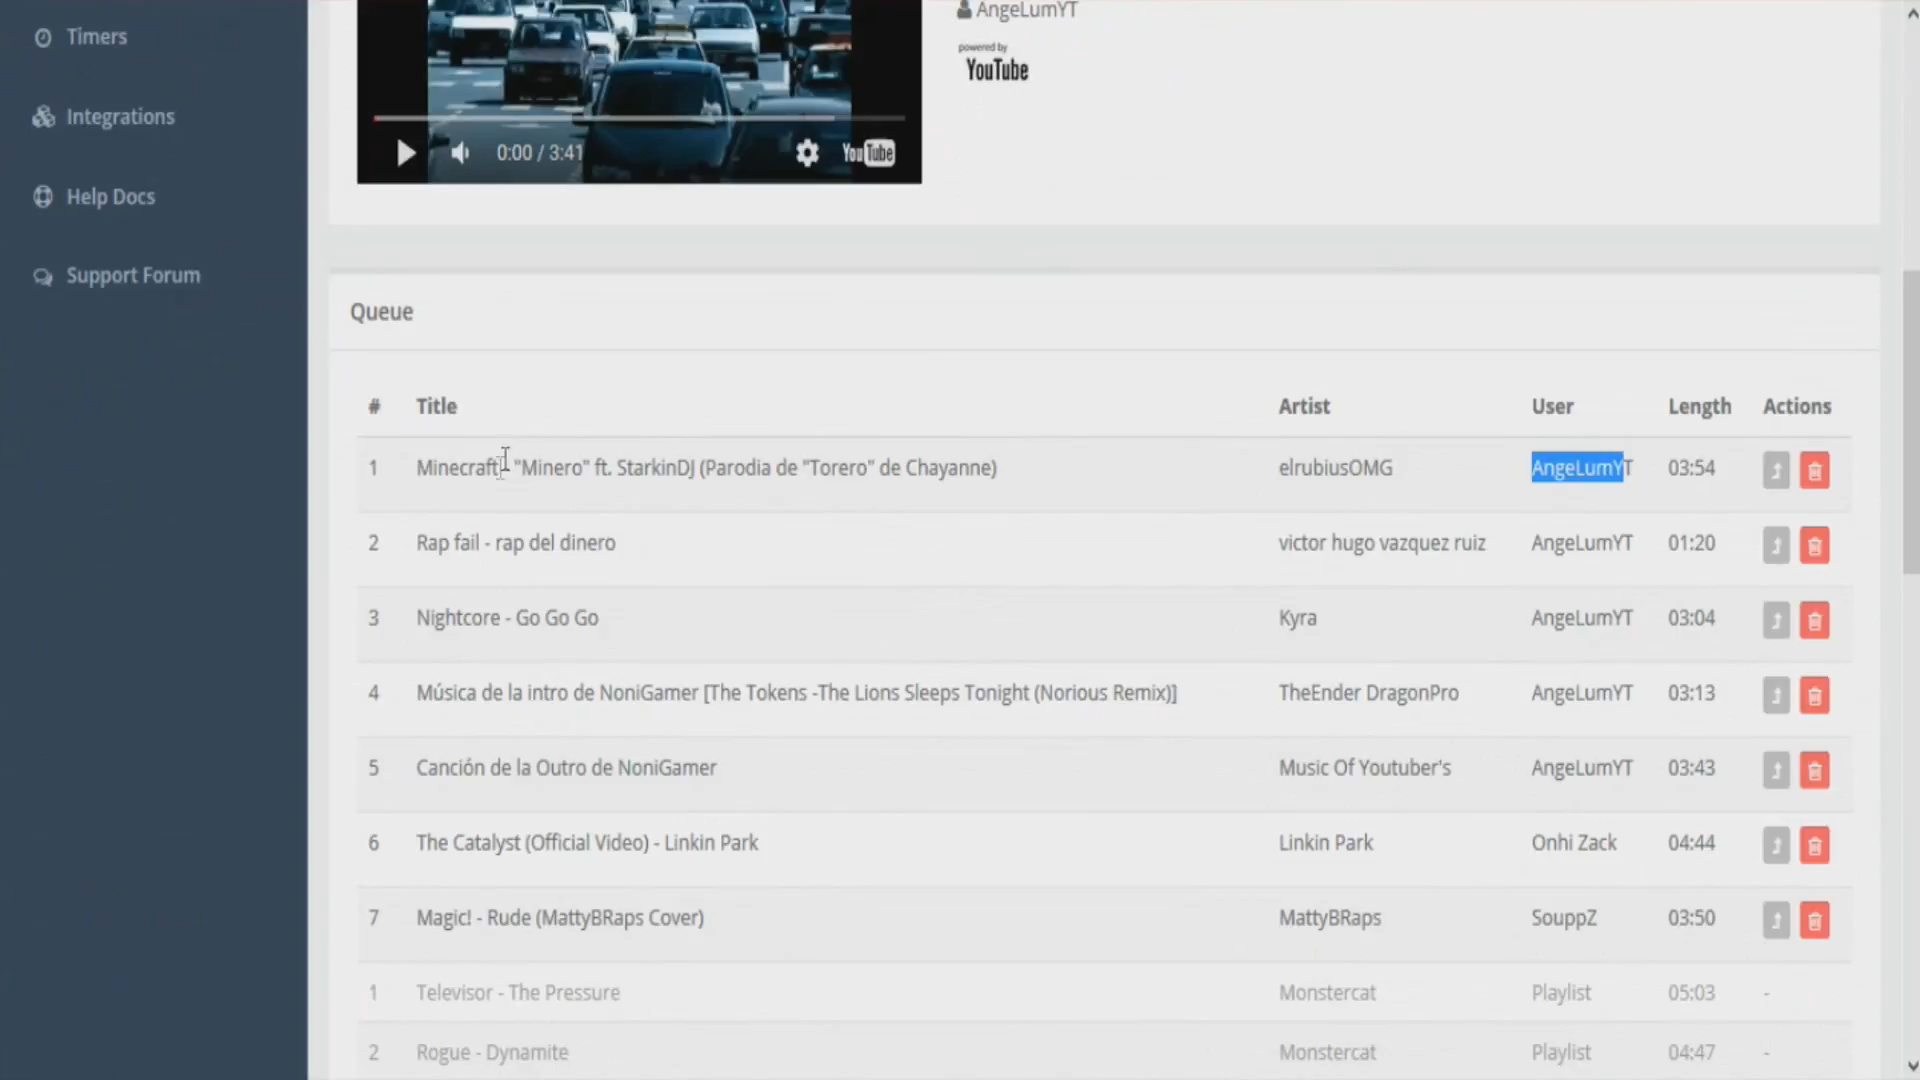 Timers
AngeLumYT
powered by
YouTube
Integrations
0:00 / 3:41
YouTube
Help Docs
Support Forum
Queue
# Title Artist User Length Actions
1 Minecraft - "Minero" ft. StarkinDJ (Parodia de "Torero" de Chayanne) elrubiusOMG AngeLumYT 03:54
2 Rap fail - rap del dinero victor hugo vazquez ruiz AngeLumYT 01:20
3 Nightcore - Go Go Go Kyra AngeLumYT 03:04
4 Música de la intro de NoniGamer [The Tokens -The Lions Sleeps Tonight (Norious Remix)] TheEnder DragonPro AngeLumYT 03:13
5 Canción de la Outro de NoniGamer Music Of Youtuber's AngeLumYT 03:43
6 The Catalyst (Official Video) - Linkin Park Linkin Park Onhi Zack 04:44
7 Magic! - Rude (MattyBRaps Cover) MattyBRaps SouppZ 03:50
1 Televisor - The Pressure Monstercat Playlist 05:03 -
2 Rogue - Dynamite Monstercat Playlist 04:47 -